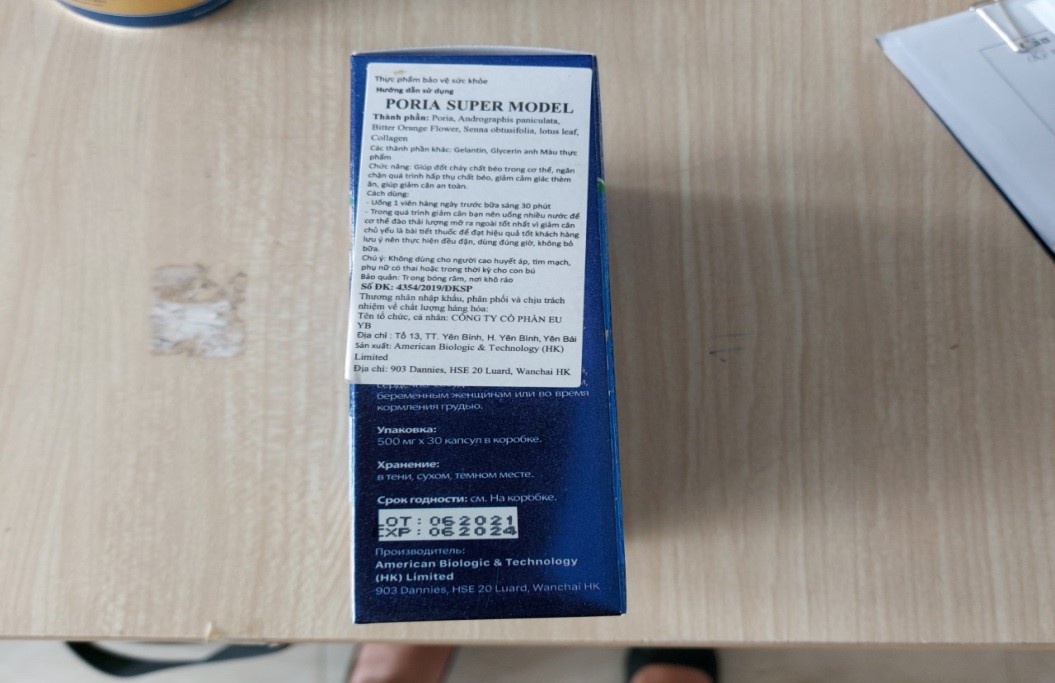 Thực phẩm bảo vệ sức khỏe
Hướng dẫn sử dụng
PORIA SUPER MODEL
Thành phần: Poria, Andrographis paniculata,
Bitter Orange Flower, Senna obtusifolia, lotus leaf,
Collagen
Các thành phần khác: Gelantin, Glycerin anh Màu thực
phẩm
Chức năng: Giúp đốt cháy chất béo trong cơ thể, ngăn
chặn quá trình hấp thụ chất béo, giảm cảm giác thèm
ăn, giúp giảm cân an toàn.
Cách dùng:
- Uống 1 viên hàng ngày trước bữa sáng 30 phút
- Trong quá trình giảm cân bạn nên uống nhiều nước để
cơ thể đào thải lượng mỡ ra ngoài tốt nhất vì giảm cân
chủ yếu là bài tiết thuốc để đạt hiệu quả tốt khách hàng
lưu ý nên thực hiện đều đặn, dùng đúng giờ, không bỏ
bữa.
Chú ý: Không dùng cho người cao huyết áp, tim mạch,
phụ nữ có thai hoặc trong thời kỳ cho con bú
Bảo quản: Trong bóng râm, nơi khô ráo
Số ĐK: 4354/2019/DKSP
Thương nhân nhập khẩu, phân phối và chịu trách
nhiệm về chất lượng hàng hóa:
Tên tổ chức, cá nhân: CÔNG TY CỔ PHẦN EU
YB
Địa chỉ : Tổ 13, TT. Yên Bình, H. Yên Bình, Yên Bái
Sản xuất: American Biologic & Technology (HK)
Limited
Địa chỉ: 903 Dannies, HSE 20 Luard, Wanchai HK
беременным женщинам или во время
кормления грудью.
Упаковка:
500 мг x 30 капсул в коробке.
Хранение:
в тени, сухом, темном месте.
Срок годности: см. На коробке.
LOT : 062021
EXP : 062024
Производитель:
American Biologic & Technology
(HK) Limited
903 Dannies, HSE 20 Luard, Wanchai HK